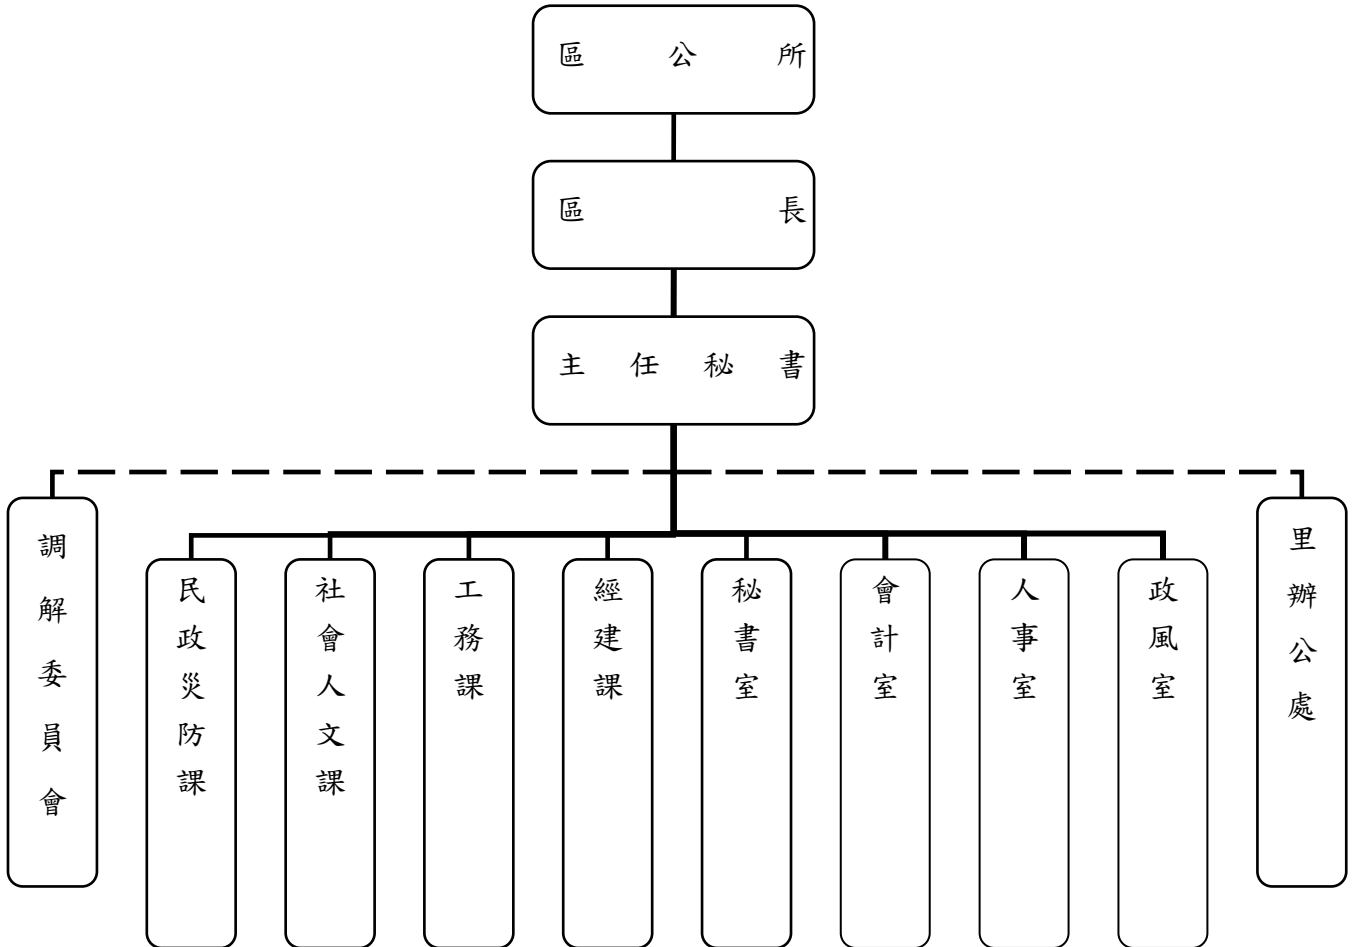 區公所
區長
主任秘書
調解委員會
民政災防課
社會人文課
工務課
經建課
秘書室
會計室
人事室
政風室
里辦公處